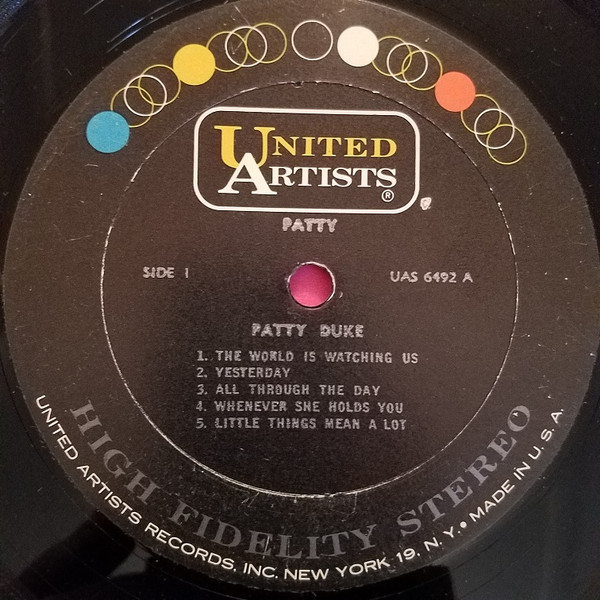 UNITED
ARTISTS®
PATTY
SIDE 1
UAS 6492 A
PATTY DUKE
1. THE WORLD IS WATCHING US
2. YESTERDAY
3. ALL THROUGH THE DAY
4. WHENEVER SHE HOLDS YOU
5. LITTLE THINGS MEAN A LOT
HIGH FIDELITY STEREO
UNITED ARTISTS RECORDS, INC. NEW YORK 19, N.Y. • MADE IN U.S.A.